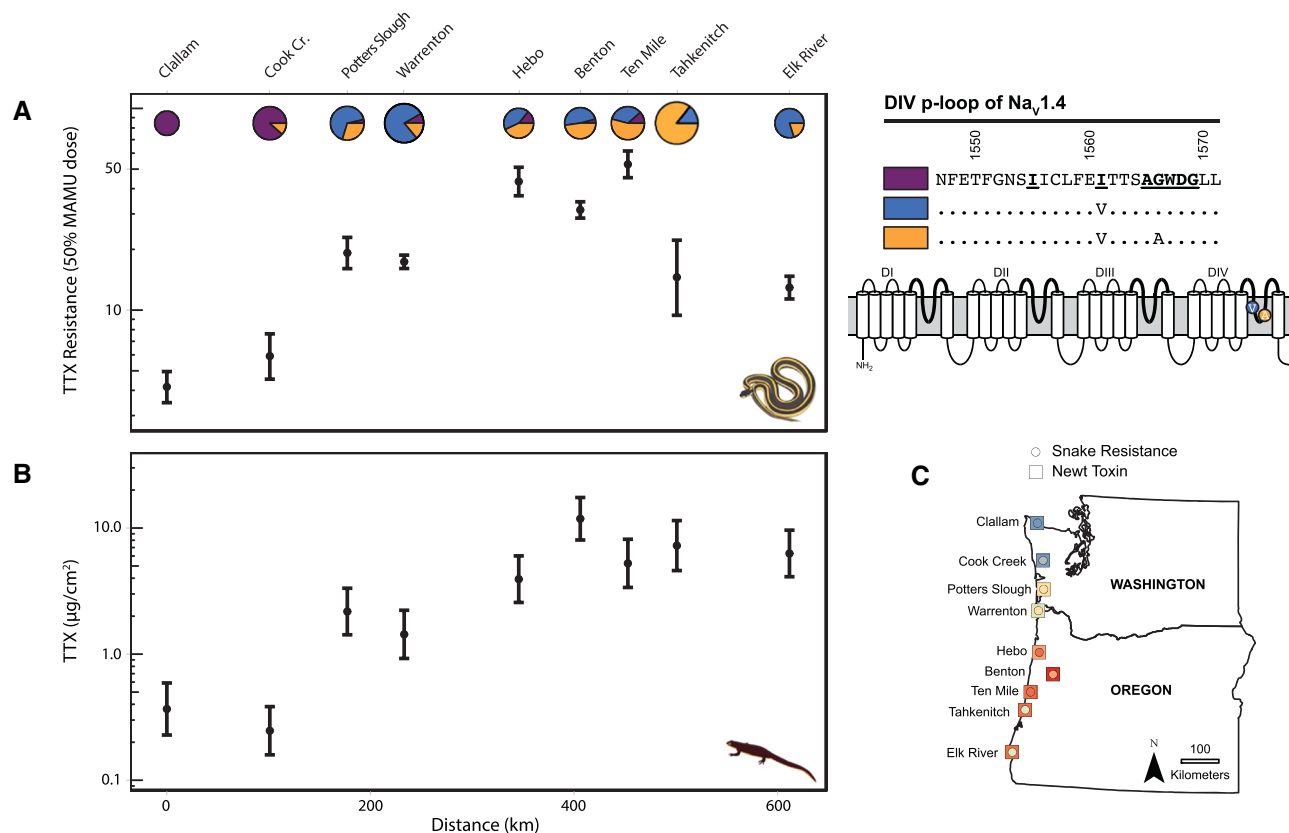 Clallam
Cook Cr.
Potters Slough
Warrenton
Hebo
Benton
Ten Mile
Tahkenitch
Elk River
A
TTX Resistance (50% MAMU dose)
50
10
B
TTX (µg/cm²)
10.0
1.0
0.1
0
200
400
600
Distance (km)
DIV p-loop of NaV1.4
1550
1560
1570
NFETFGNSIICLFEITTSAGWDGLL
..............V..........
..............V....A.....
DI
DII
DIII
DIV
V
A
NH2
C
Snake Resistance
Newt Toxin
Clallam
Cook Creek
Potters Slough
Warrenton
Hebo
Benton
Ten Mile
Tahkenitch
Elk River
WASHINGTON
OREGON
N
100
Kilometers